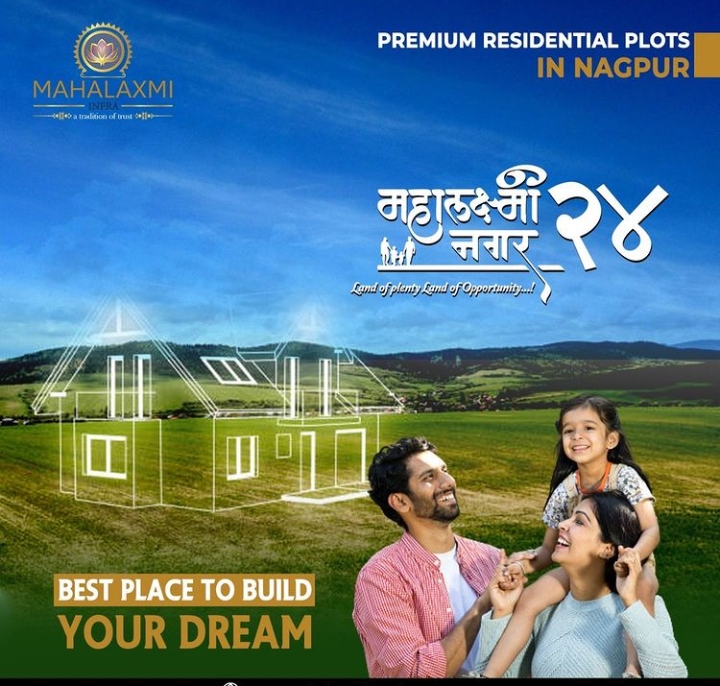 MAHALAXMI
INFRA
a tradition of trust
PREMIUM RESIDENTIAL PLOTS
IN NAGPUR
महालक्ष्मी
नगर २४
Land of plenty Land of Opportunity...!
BEST PLACE TO BUILD
YOUR DREAM